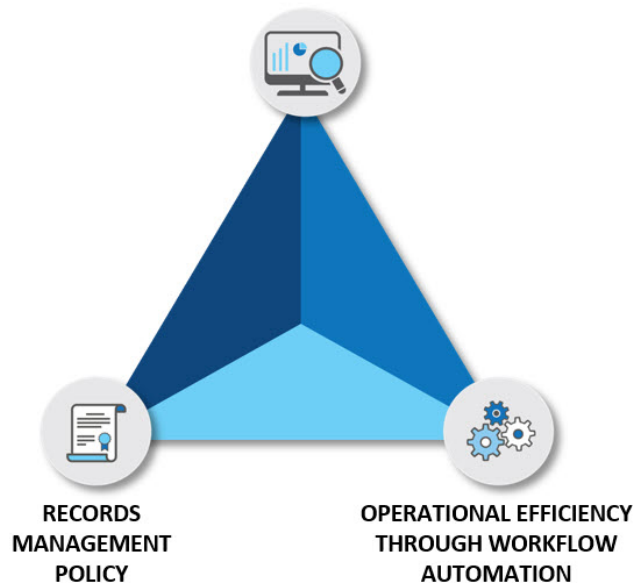 RECORDS
MANAGEMENT
POLICY
OPERATIONAL EFFICIENCY
THROUGH WORKFLOW
AUTOMATION